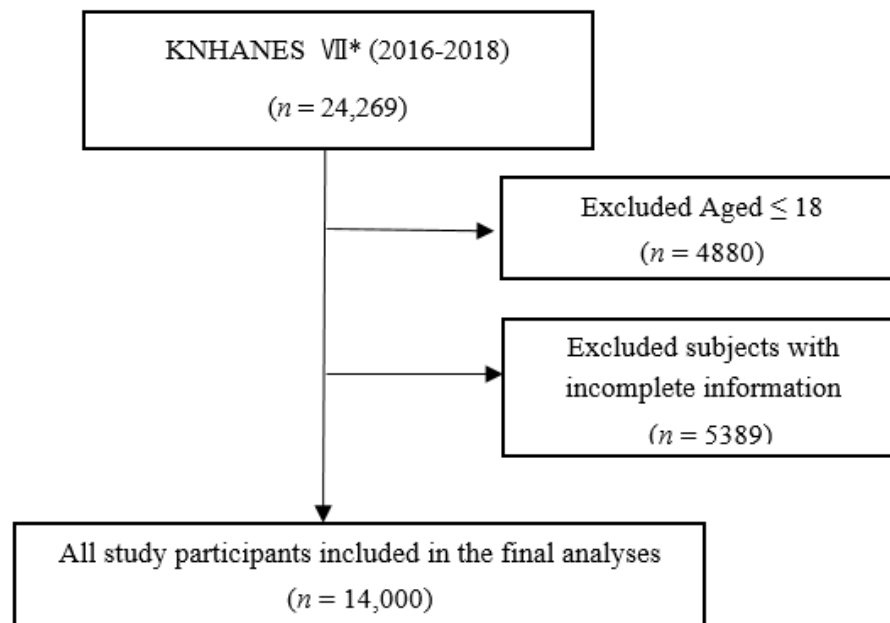 KNHANES Ⅶ* (2016-2018)
(n = 24,269)
Excluded Aged ≤ 18
(n = 4880)
Excluded subjects with
incomplete information
(n = 5389)
All study participants included in the final analyses
(n = 14,000)